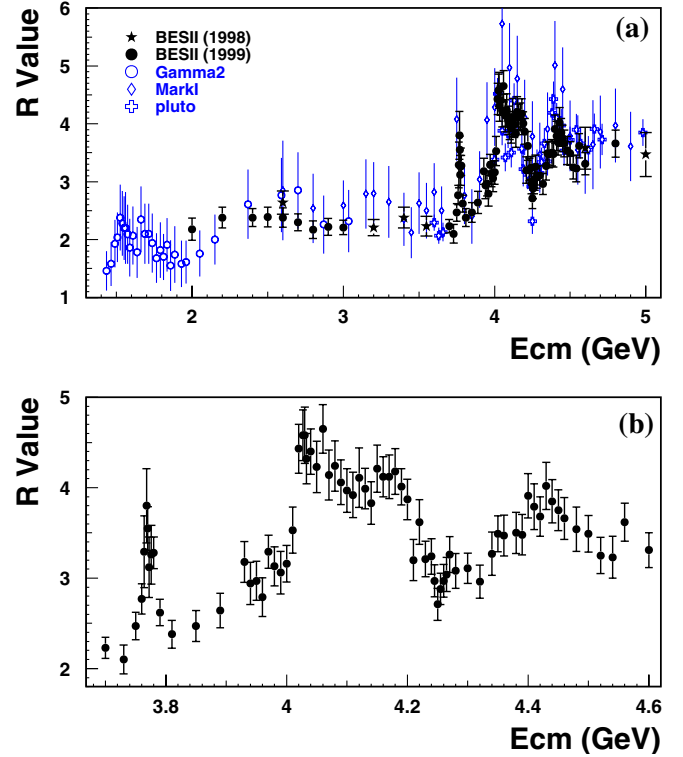 R Value
6
5
4
3
2
1
(a)
BESII (1998)
BESII (1999)
Gamma2
MarkI
pluto
2
3
4
5
Ecm (GeV)
R Value
5
4
3
2
(b)
3.8
4
4.2
4.4
4.6
Ecm (GeV)